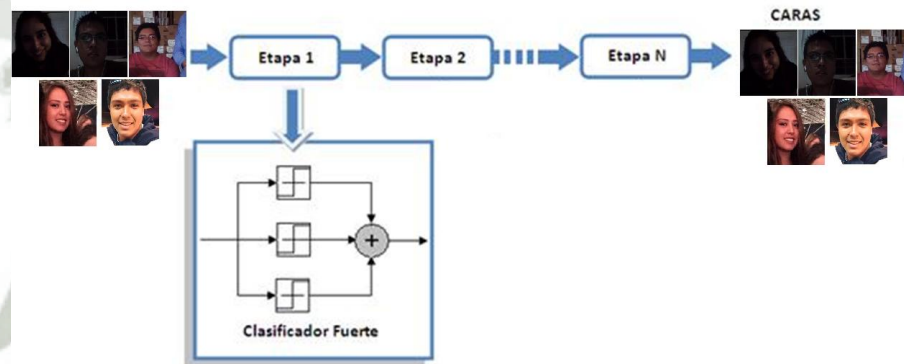 CARAS
Etapa 1
Etapa 2
Etapa N
+
Clasificador Fuerte